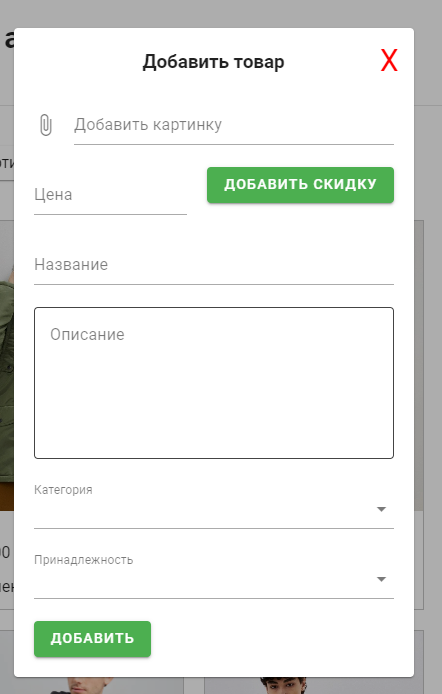 Добавить товар
X
Добавить картинку
Цена
ДОБАВИТЬ СКИДКУ
Название
Описание
Категория
Принадлежность
ДОБАВИТЬ